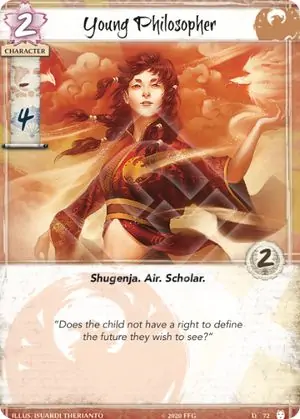 2
Young Philosopher
CHARACTER
–
4
2
Shugenja. Air. Scholar.
"Does the child not have a right to define
the future they wish to see?"
ILLUS. ISUARDI THERIANTO
© 2020 FFG
72